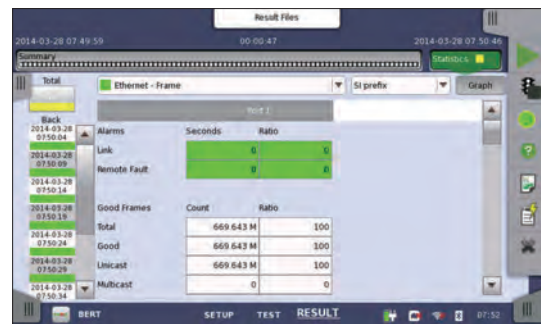 Result Files
2014-03-28 07:49:59 00:00:47 2014-03-28 07:50:46
Summary Statistics
Total Ethernet - Frame SI prefix Graph
Port 1
Back
2014-03-28 07:50:04
2014-03-28 07:50:09
2014-03-28 07:50:14
2014-03-28 07:50:19
2014-03-28 07:50:24
2014-03-28 07:50:29
2014-03-28 07:50:34
Alarms Seconds Ratio
Link 0 0
Remote Fault 0 0
Good Frames Count Ratio
Total 669.643 M 100
Good 669.643 M 100
Unicast 669.643 M 100
Multicast 0 0
BERT SETUP TEST RESULT 07:52